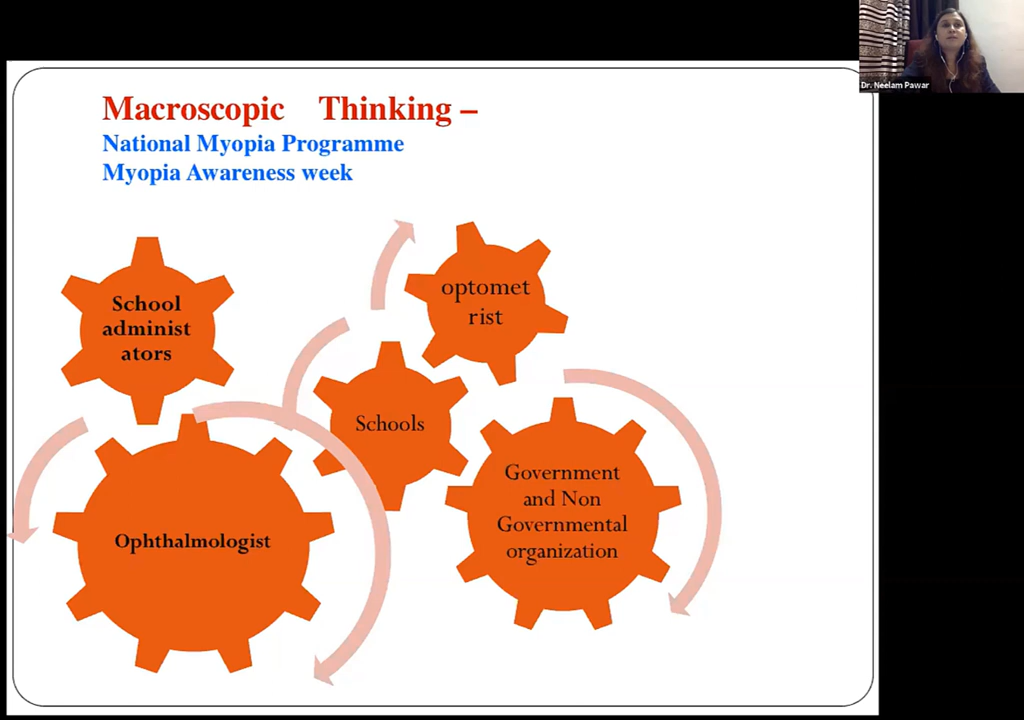 Dr. Neelam Pawar
Macroscopic Thinking –
National Myopia Programme
Myopia Awareness week
School
administ
ators
optomet
rist
Schools
Government
and Non
Governmental
organization
Ophthalmologist